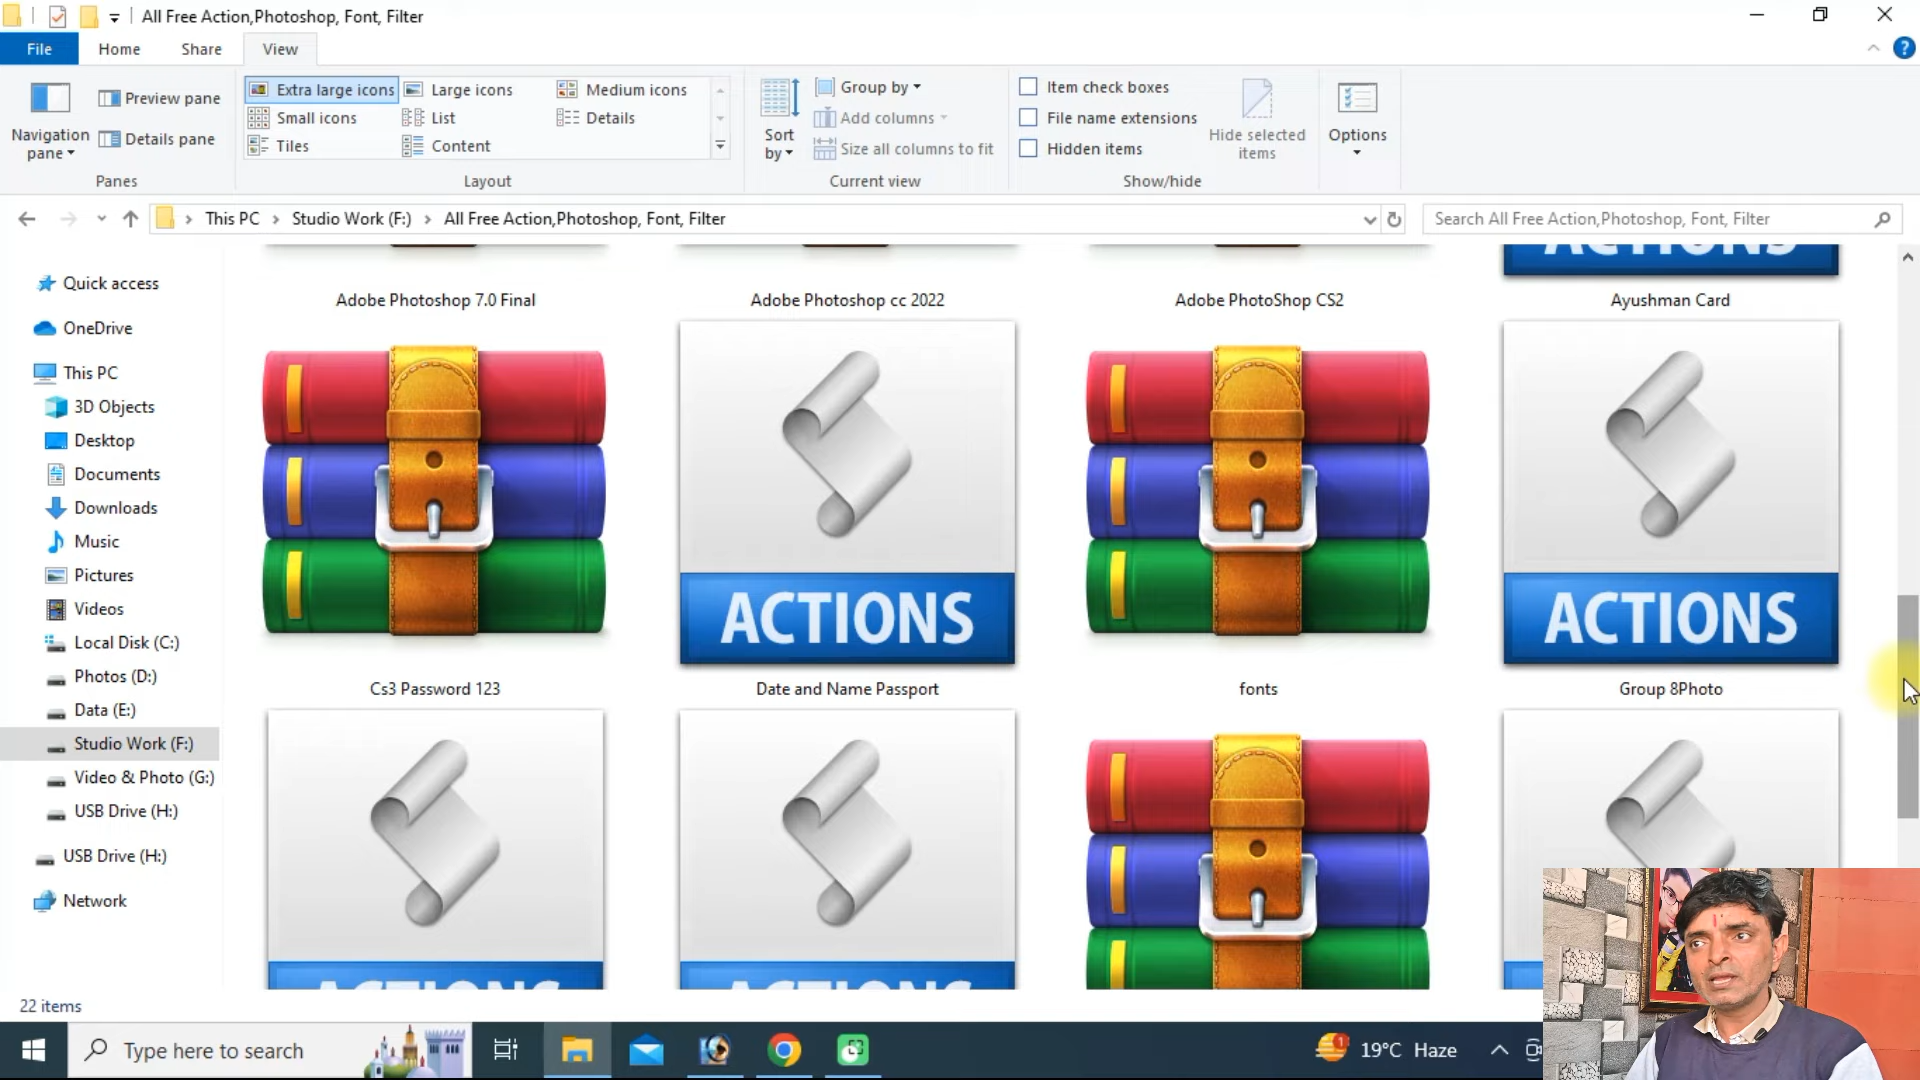 All Free Action,Photoshop, Font, Filter
File
Home
Share
View
Navigation pane
Preview pane
Details pane
Panes
Extra large icons
Large icons
Medium icons
Small icons
List
Details
Tiles
Content
Layout
Sort by
Group by
Add columns
Size all columns to fit
Current view
Item check boxes
File name extensions
Hidden items
Hide selected items
Show/hide
Options
This PC
Studio Work (F:)
All Free Action,Photoshop, Font, Filter
Search All Free Action,Photoshop, Font, Filter
Quick access
OneDrive
This PC
3D Objects
Desktop
Documents
Downloads
Music
Pictures
Videos
Local Disk (C:)
Photos (D:)
Data (E:)
Studio Work (F:)
Video & Photo (G:)
USB Drive (H:)
USB Drive (H:)
Network
ACTIONS
Adobe Photoshop 7.0 Final
Adobe Photoshop cc 2022
Adobe PhotoShop CS2
Ayushman Card
ACTIONS
ACTIONS
Cs3 Password 123
Date and Name Passport
fonts
Group 8Photo
ACTIONS
ACTIONS
22 items
Type here to search
1
19°C Haze